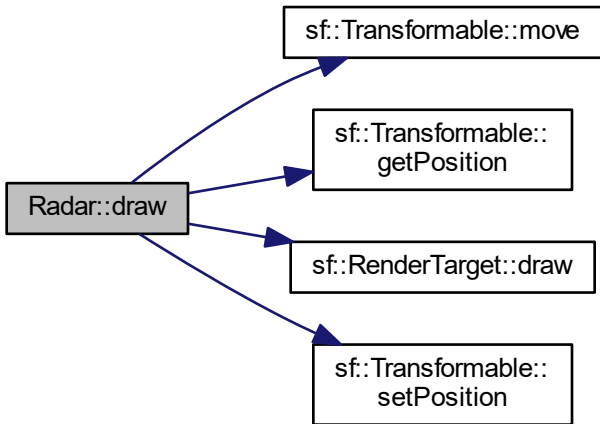 sf::Transformable::move
sf::Transformable::
getPosition
Radar::draw
sf::RenderTarget::draw
sf::Transformable::
setPosition